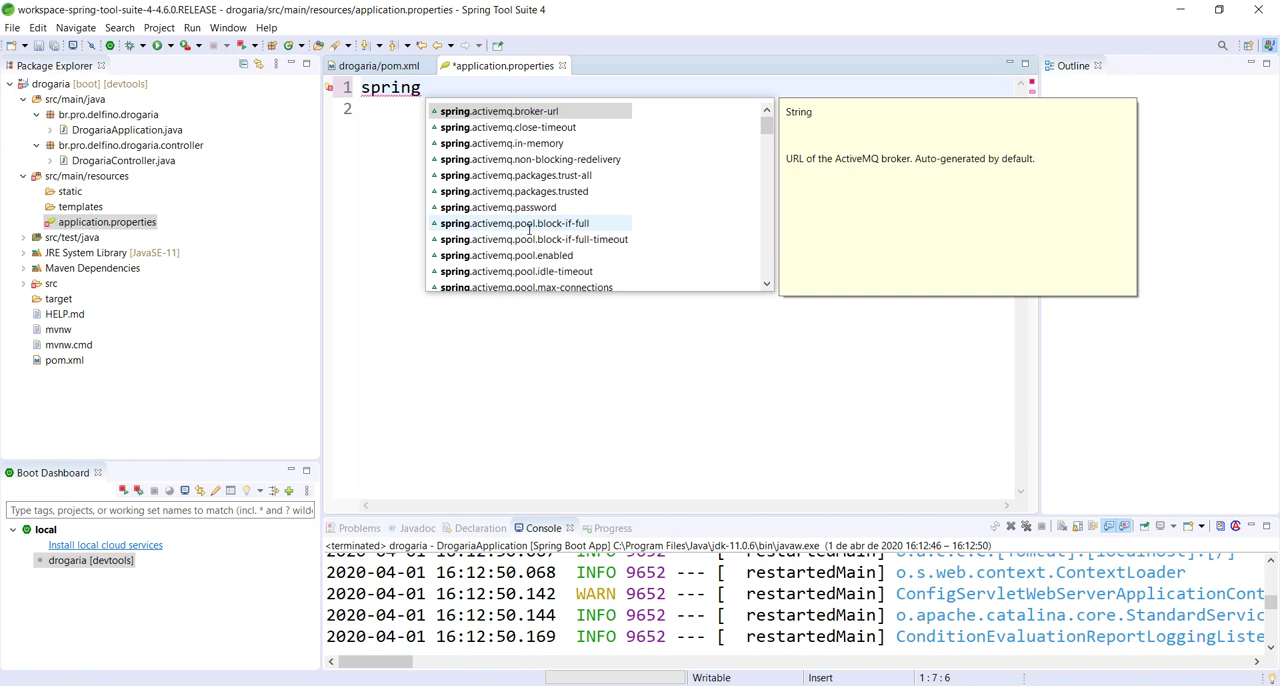 workspace-spring-tool-suite-4-4.6.0.RELEASE - drogaria/src/main/resources/application.properties - Spring Tool Suite 4
File Edit Navigate Search Project Run Window Help
Package Explorer
drogaria/pom.xml
*application.properties
Outline
drogaria [boot] [devtools]
src/main/java
br.pro.delfino.drogaria
DrogariaApplication.java
br.pro.delfino.drogaria.controller
DrogariaController.java
src/main/resources
static
templates
application.properties
src/test/java
JRE System Library [JavaSE-11]
Maven Dependencies
src
target
HELP.md
mvnw
mvnw.cmd
pom.xml
1 spring
2
spring.activemq.broker-url
spring.activemq.close-timeout
spring.activemq.in-memory
spring.activemq.non-blocking-redelivery
spring.activemq.packages.trust-all
spring.activemq.packages.trusted
spring.activemq.password
spring.activemq.pool.block-if-full
spring.activemq.pool.block-if-full-timeout
spring.activemq.pool.enabled
spring.activemq.pool.idle-timeout
spring.activemq.pool.max-connections
String
URL of the ActiveMQ broker. Auto-generated by default.
Boot Dashboard
Type tags, projects, or working set names to match (incl. * and ? wild
local
Install local cloud services
drogaria [devtools]
Problems Javadoc Declaration Console Progress
<terminated> drogaria - DrogariaApplication [Spring Boot App] C:\Program Files\Java\jdk-11.0.6\bin\javaw.exe (1 de abr de 2020 16:12:46 – 16:12:50)
2020-04-01 16:12:50.068 INFO 9652 --- [ restartedMain] o.s.web.context.ContextLoader
2020-04-01 16:12:50.142 WARN 9652 --- [ restartedMain] ConfigServletWebServerApplicationCont
2020-04-01 16:12:50.144 INFO 9652 --- [ restartedMain] o.apache.catalina.core.StandardServic
2020-04-01 16:12:50.169 INFO 9652 --- [ restartedMain] ConditionEvaluationReportLoggingListe
Writable
Insert
1 : 7 : 6